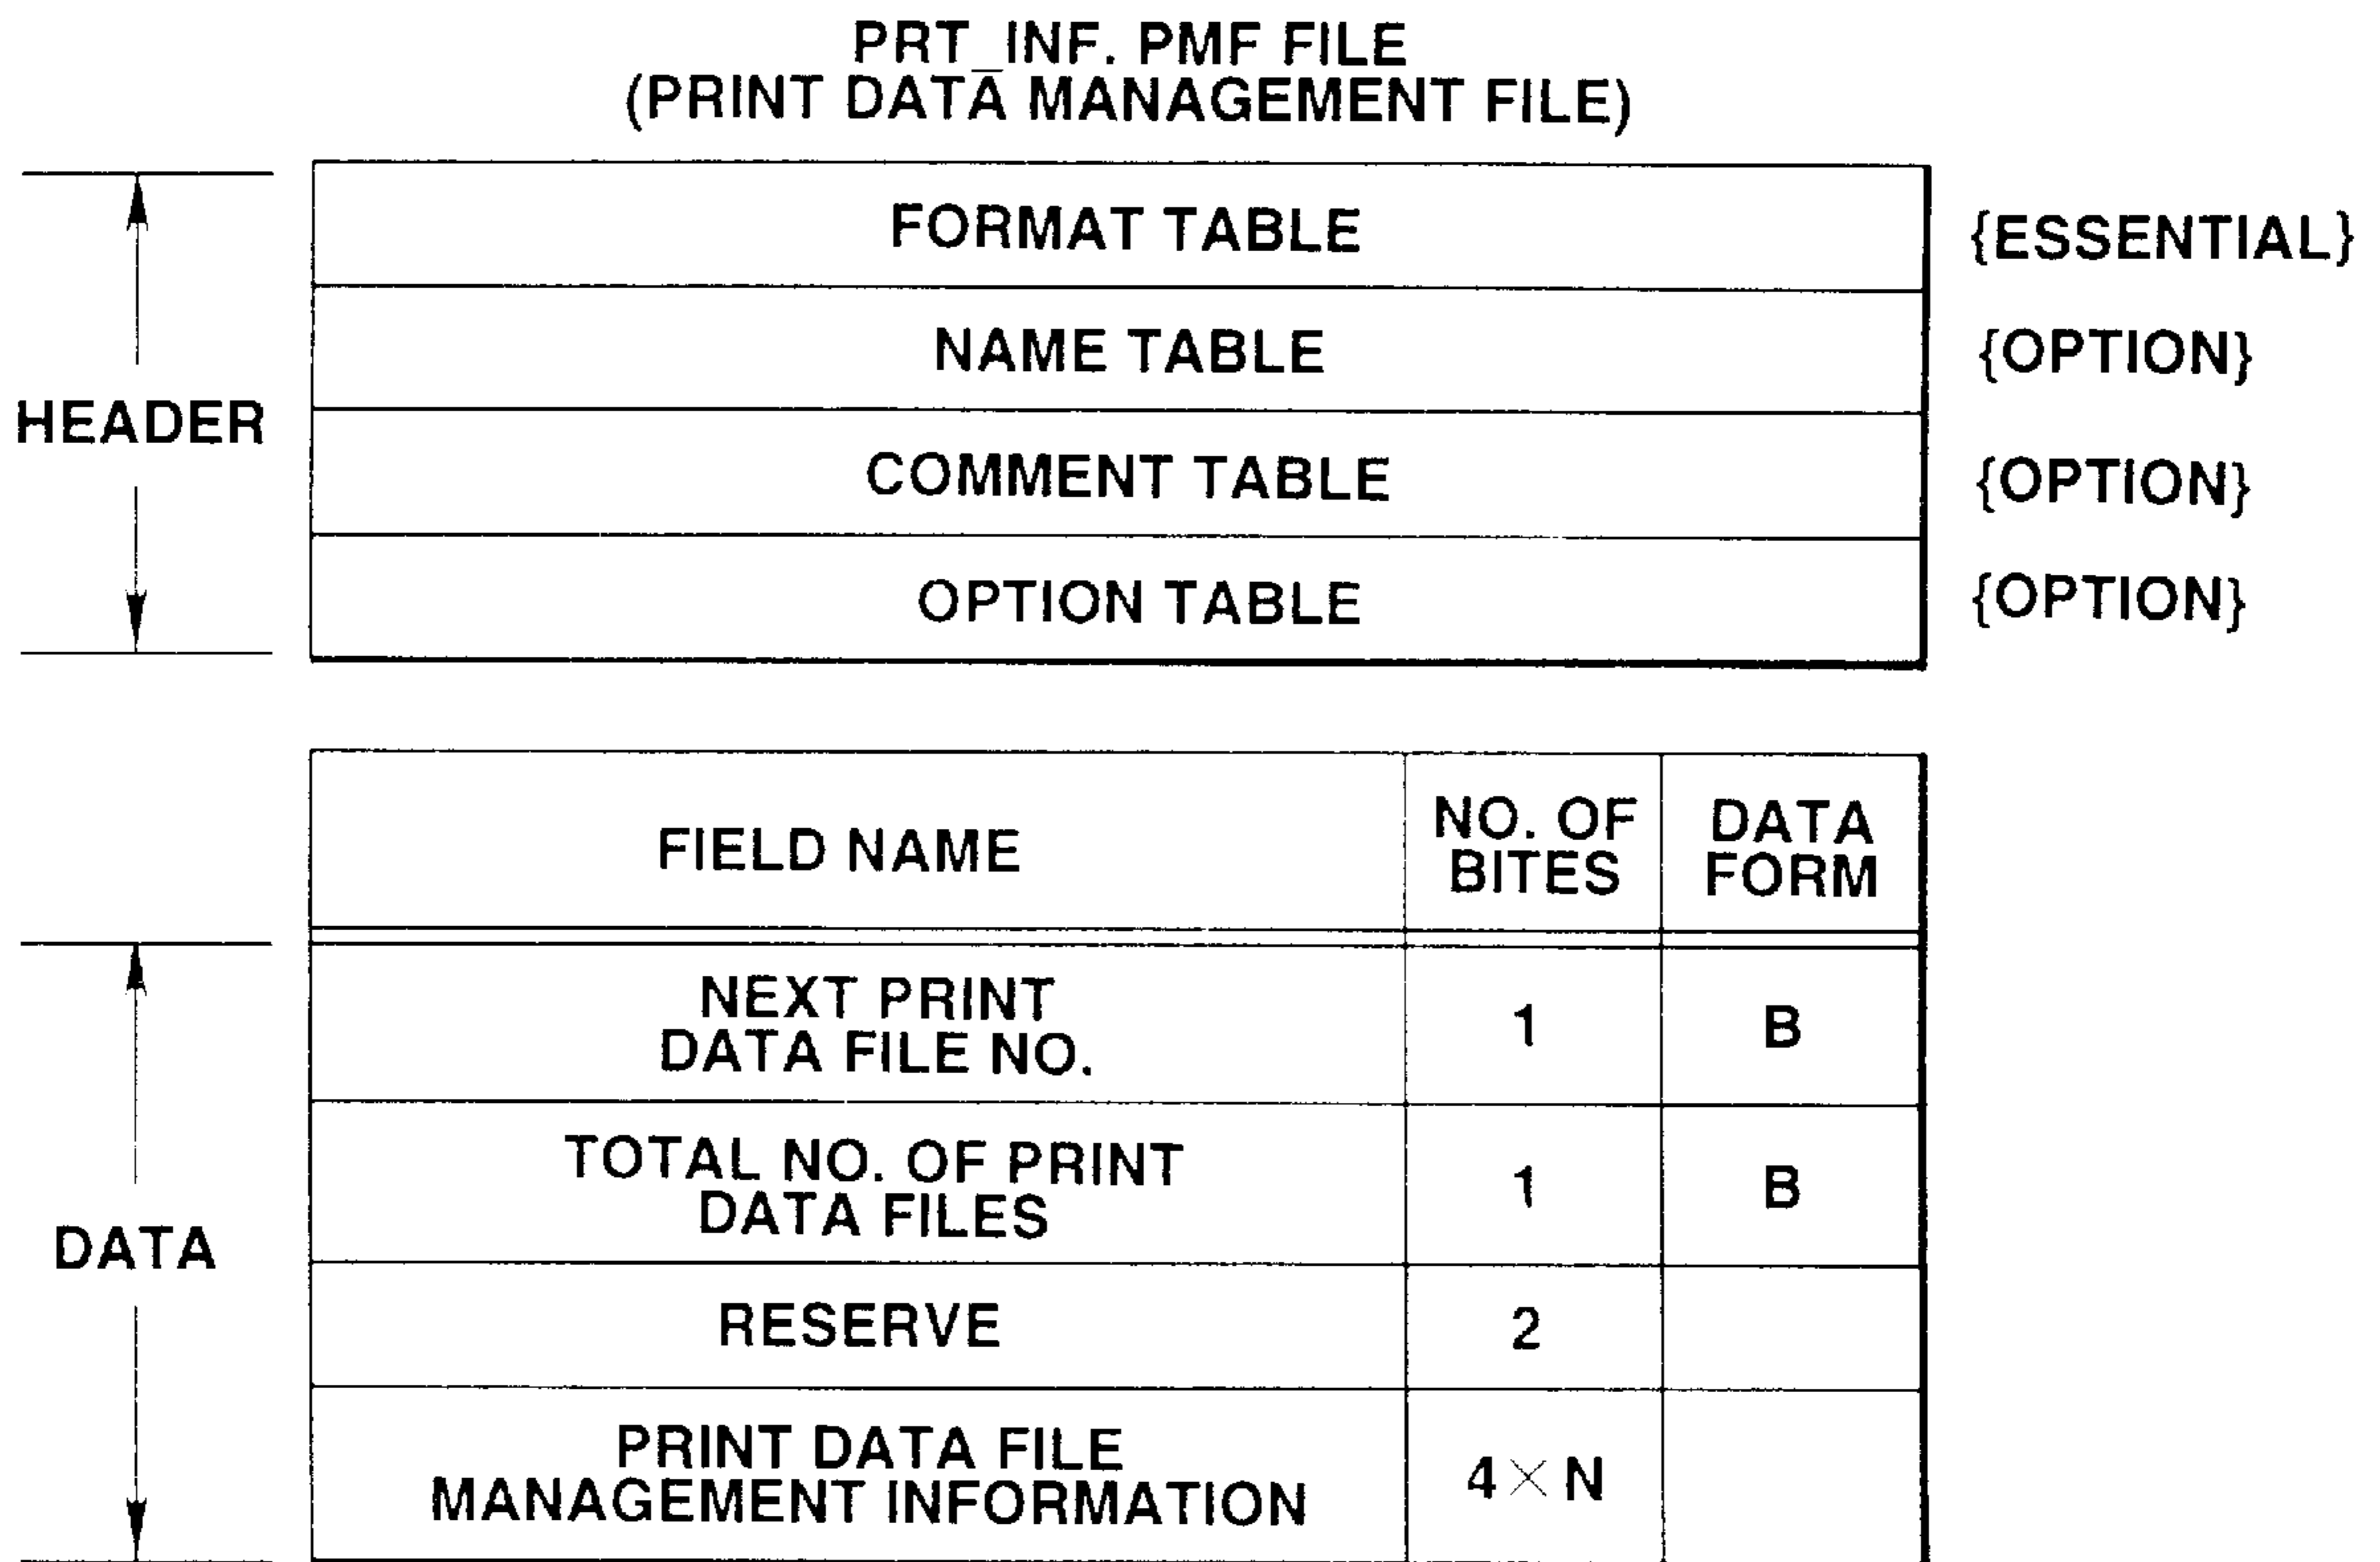 PRT_INF. PMF FILE
(PRINT DATA MANAGEMENT FILE)
FORMAT TABLE {ESSENTIAL}
NAME TABLE {OPTION}
HEADER
COMMENT TABLE {OPTION}
OPTION TABLE {OPTION}
FIELD NAME
NO. OF
BITES
DATA
FORM
NEXT PRINT
DATA FILE NO.
1
B
TOTAL NO. OF PRINT
DATA FILES
1
B
DATA
RESERVE
2
PRINT DATA FILE
MANAGEMENT INFORMATION
4×N